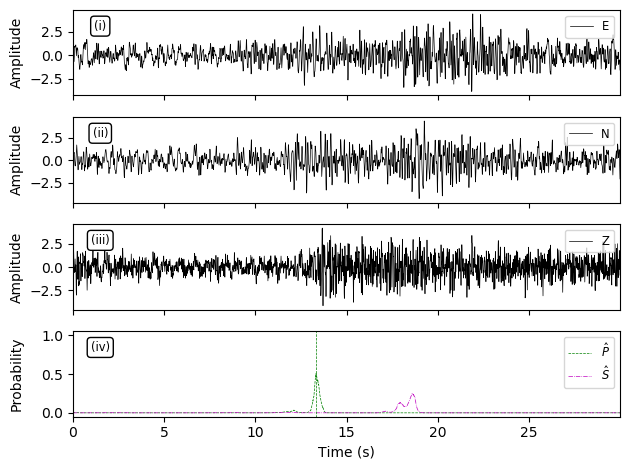 (i)
E
Amplitude
2.5
0.0
−2.5
(ii)
N
Amplitude
2.5
0.0
−2.5
(iii)
Z
Amplitude
2.5
0.0
−2.5
(iv)
P̂
Ŝ
Probability
1.0
0.5
0.0
0 5 10 15 20 25
Time (s)